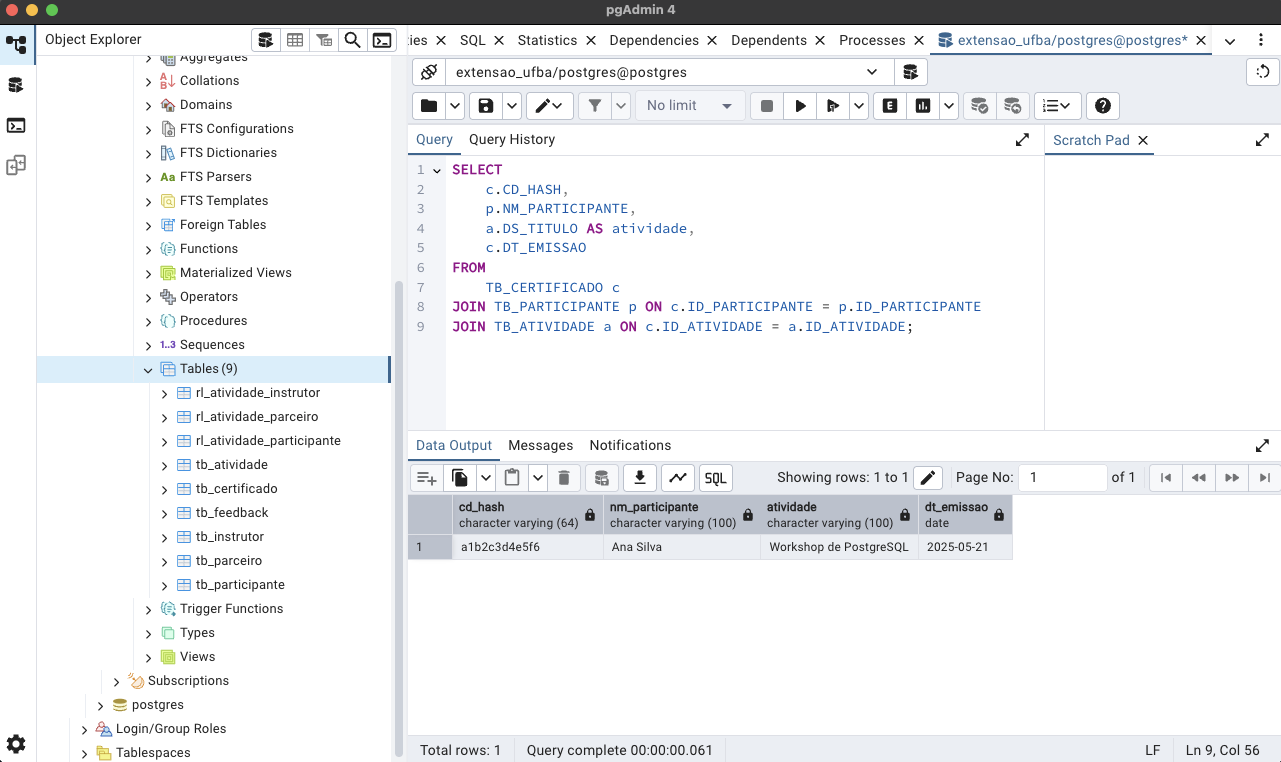 pgAdmin 4
Object Explorer
ies
SQL
Statistics
Dependencies
Dependents
Processes
extensao_ufba/postgres@postgres*
Aggregates
Collations
Domains
FTS Configurations
FTS Dictionaries
Aa FTS Parsers
FTS Templates
Foreign Tables
Functions
Materialized Views
Operators
Procedures
1..3 Sequences
Tables (9)
rl_atividade_instrutor
rl_atividade_parceiro
rl_atividade_participante
tb_atividade
tb_certificado
tb_feedback
tb_instrutor
tb_parceiro
tb_participante
Trigger Functions
Types
Views
Subscriptions
postgres
Login/Group Roles
Tablespaces
extensao_ufba/postgres@postgres
No limit
E
Query
Query History
Scratch Pad
1 SELECT
2 c.CD_HASH,
3 p.NM_PARTICIPANTE,
4 a.DS_TITULO AS atividade,
5 c.DT_EMISSAO
6 FROM
7 TB_CERTIFICADO c
8 JOIN TB_PARTICIPANTE p ON c.ID_PARTICIPANTE = p.ID_PARTICIPANTE
9 JOIN TB_ATIVIDADE a ON c.ID_ATIVIDADE = a.ID_ATIVIDADE;
Data Output
Messages
Notifications
SQL
Showing rows: 1 to 1
Page No: 1 of 1
cd_hash
character varying (64)
nm_participante
character varying (100)
atividade
character varying (100)
dt_emissao
date
1 a1b2c3d4e5f6 Ana Silva Workshop de PostgreSQL 2025-05-21
Total rows: 1
Query complete 00:00:00.061
LF
Ln 9, Col 56